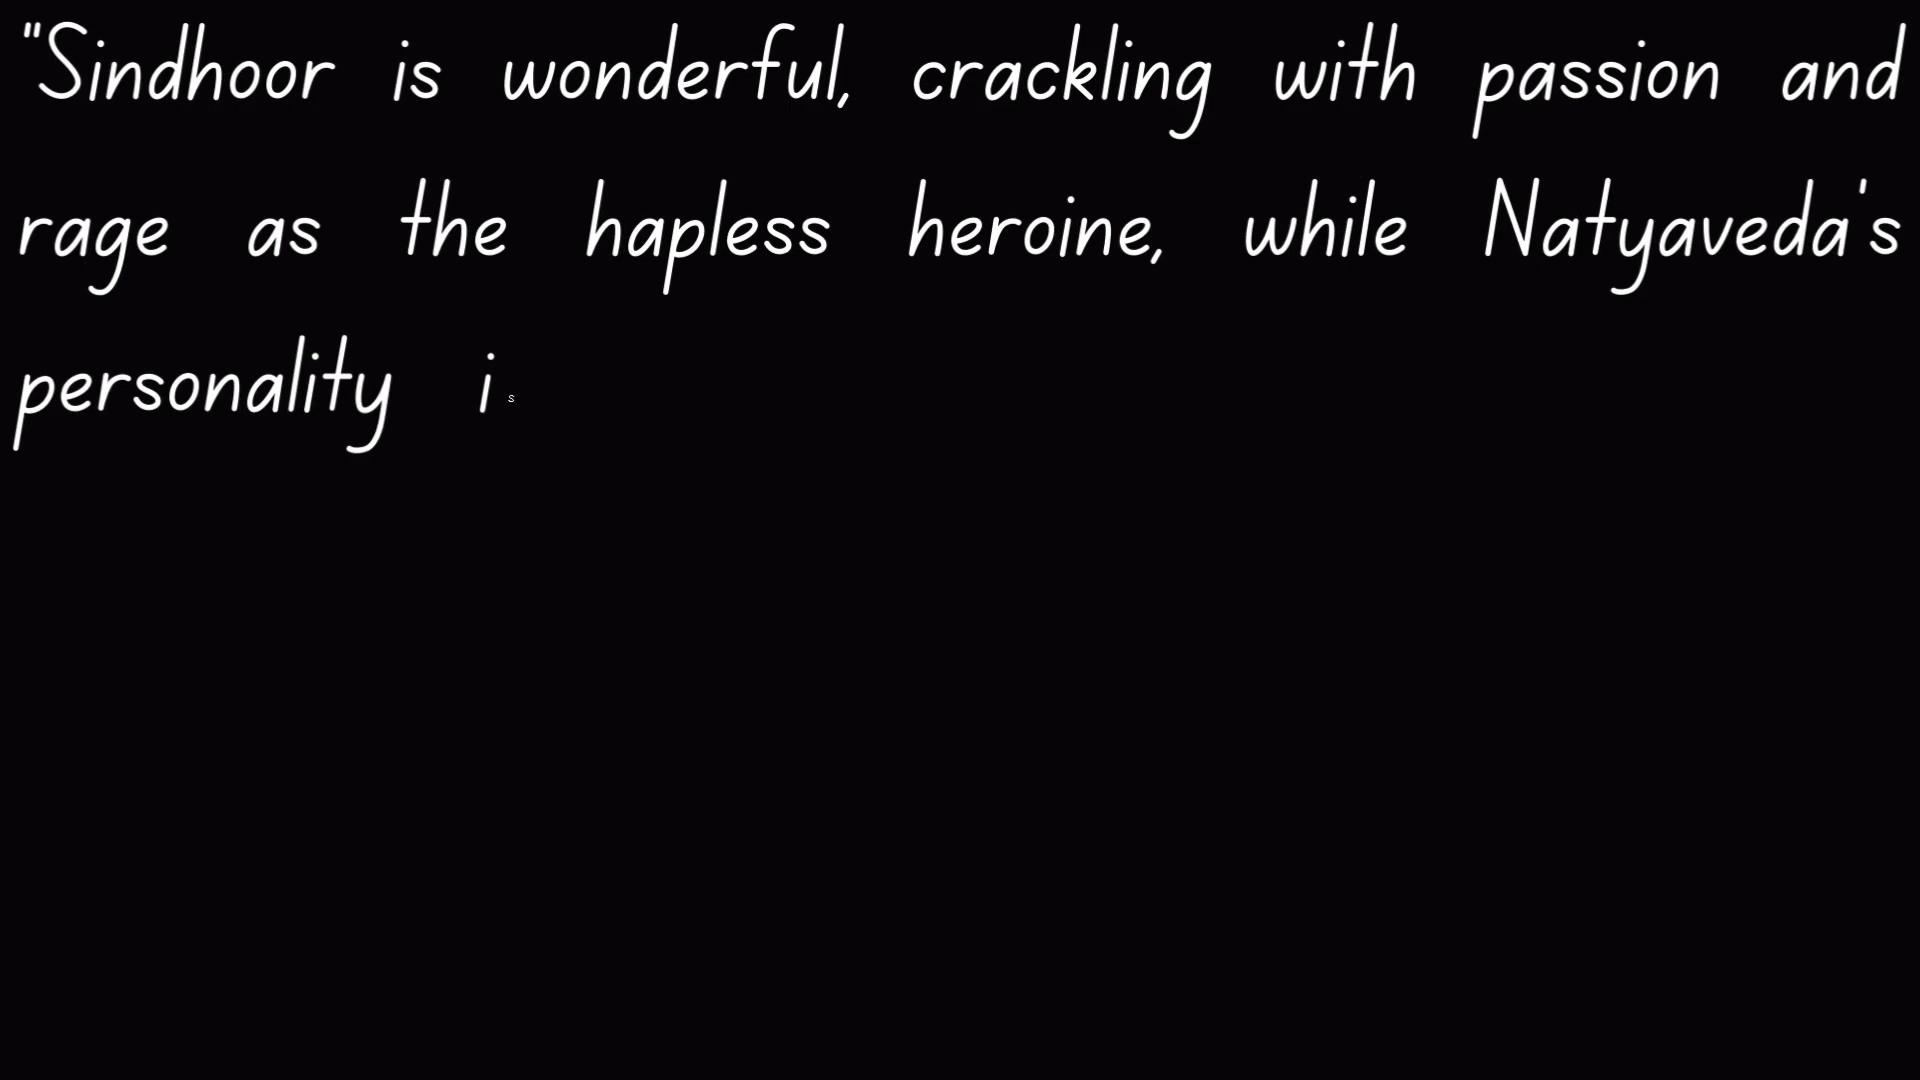 "Sindhoor is wonderful, crackling with passion and
rage as the hapless heroine, while Natyaveda's
personality is